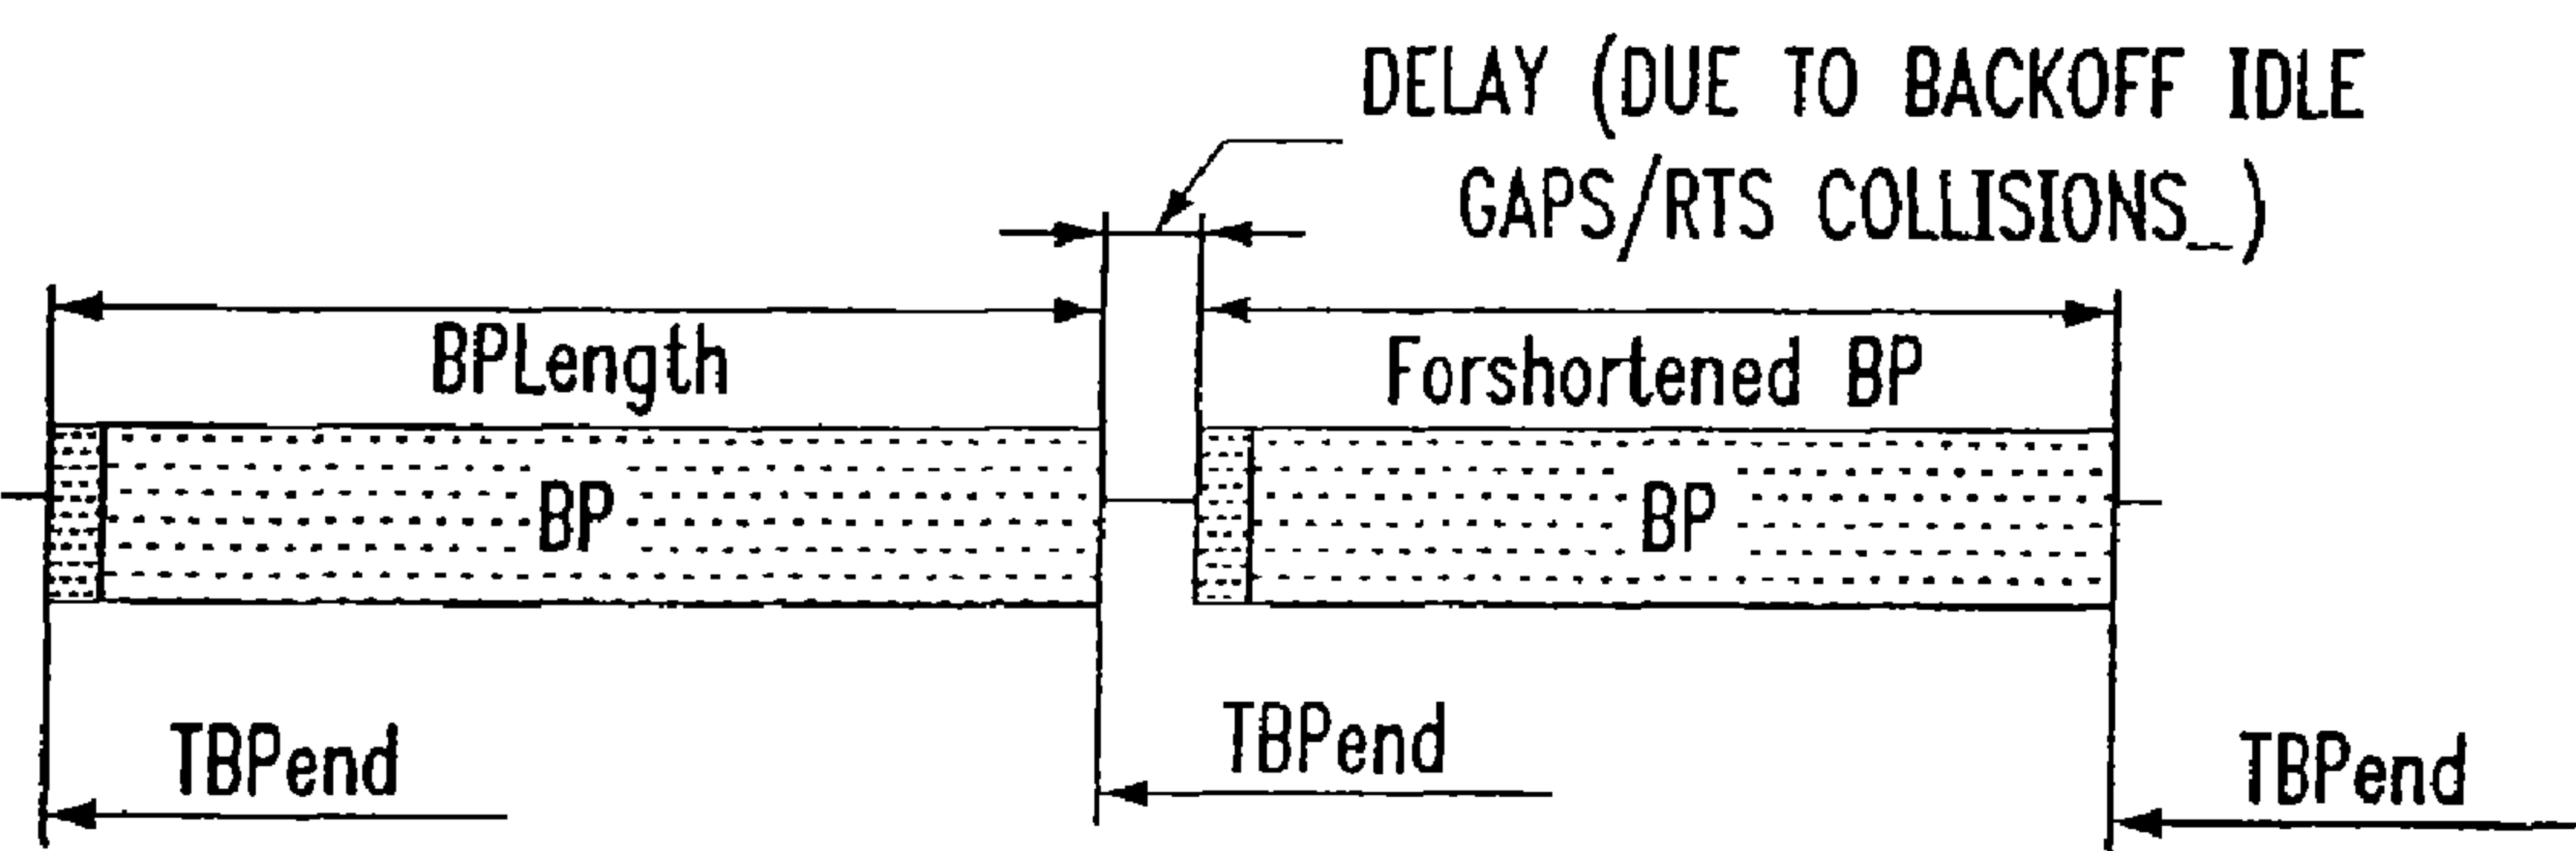 DELAY (DUE TO BACKOFF IDLE
GAPS/RTS COLLISIONS_)
BPLength
Forshortened BP
BP
BP
TBPend
TBPend
TBPend